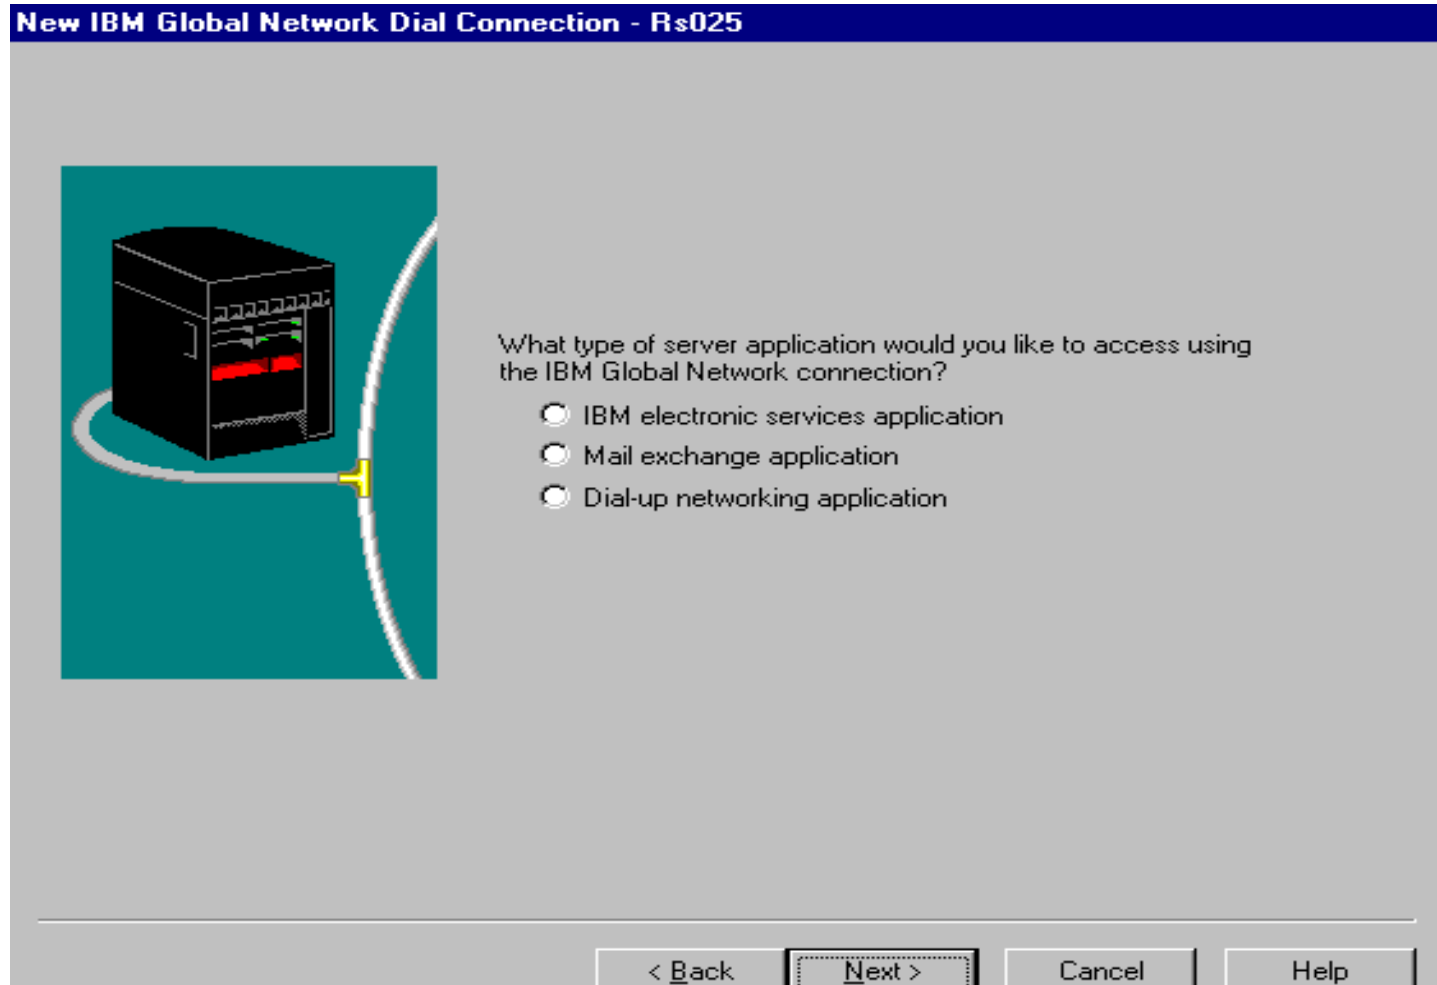 New IBM Global Network Dial Connection - Rs025
What type of server application would you like to access using
the IBM Global Network connection?
IBM electronic services application
Mail exchange application
Dial-up networking application
< Back
Next >
Cancel
Help